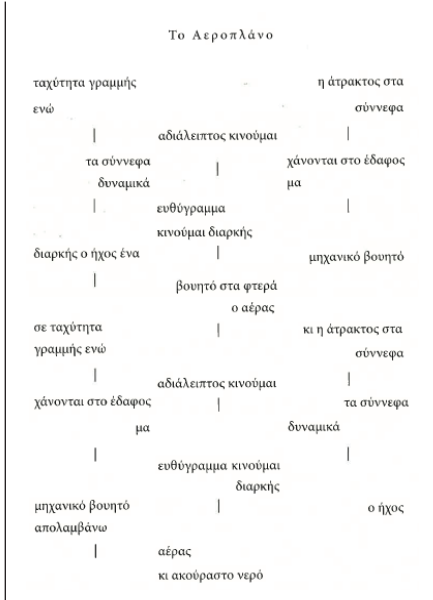 Το Αεροπλάνο
ταχύτητα γραμμής
η άτρακτος στα
ενώ
σύννεφα
αδιάλειπτος κινούμαι
τα σύννεφα
χάνονται στο έδαφος
δυναμικά
μα
ευθύγραμμα
κινούμαι διαρκής
διαρκής ο ήχος ένα
μηχανικό βουητό
βουητό στα φτερά
ο αέρας
σε ταχύτητα
κι η άτρακτος στα
γραμμής ενώ
σύννεφα
αδιάλειπτος κινούμαι
χάνονται στο έδαφος
τα σύννεφα
μα
δυναμικά
ευθύγραμμα κινούμαι
διαρκής
μηχανικό βουητό
ο ήχος
απολαμβάνω
αέρας
κι ακούραστο νερό